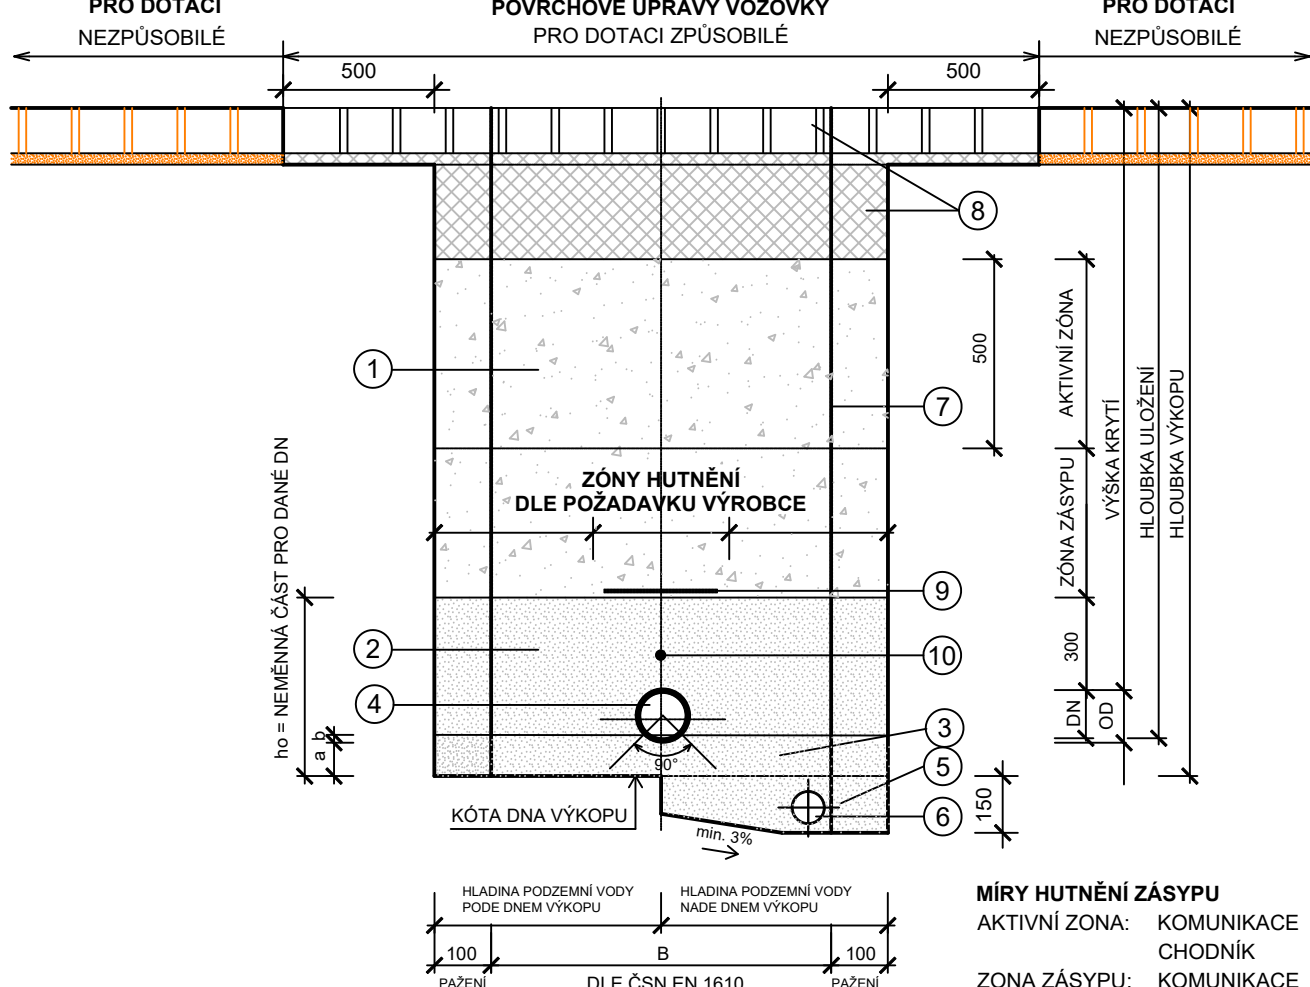 PRO DOTACI
NEZPŮSOBILÉ
POVRCHOVÉ ÚPRAVY VOZOVKY
PRO DOTACI ZPŮSOBILÉ
PRO DOTACI
NEZPŮSOBILÉ
500
500
8
1
7
500
AKTIVNÍ ZÓNA
ZÓNA ZÁSYPU
VÝŠKA KRYTÍ
HLOUBKA ULOŽENÍ
HLOUBKA VÝKOPU
ZÓNY HUTNĚNÍ
DLE POŽADAVKU VÝROBCE
9
2
10
300
4
DN
OD
3
ho = NEMĚNNÁ ČÁST PRO DANÉ DN
a
b
90°
5
KÓTA DNA VÝKOPU
6
150
min. 3%
HLADINA PODZEMNÍ VODY
PODE DNEM VÝKOPU
HLADINA PODZEMNÍ VODY
NADE DNEM VÝKOPU
100
B
100
PAŽENÍ
DLE ČSN EN 1610
PAŽENÍ
MÍRY HUTNĚNÍ ZÁSYPU
AKTIVNÍ ZONA: KOMUNIKACE
CHODNÍK
ZONA ZÁSYPU: KOMUNIKACE